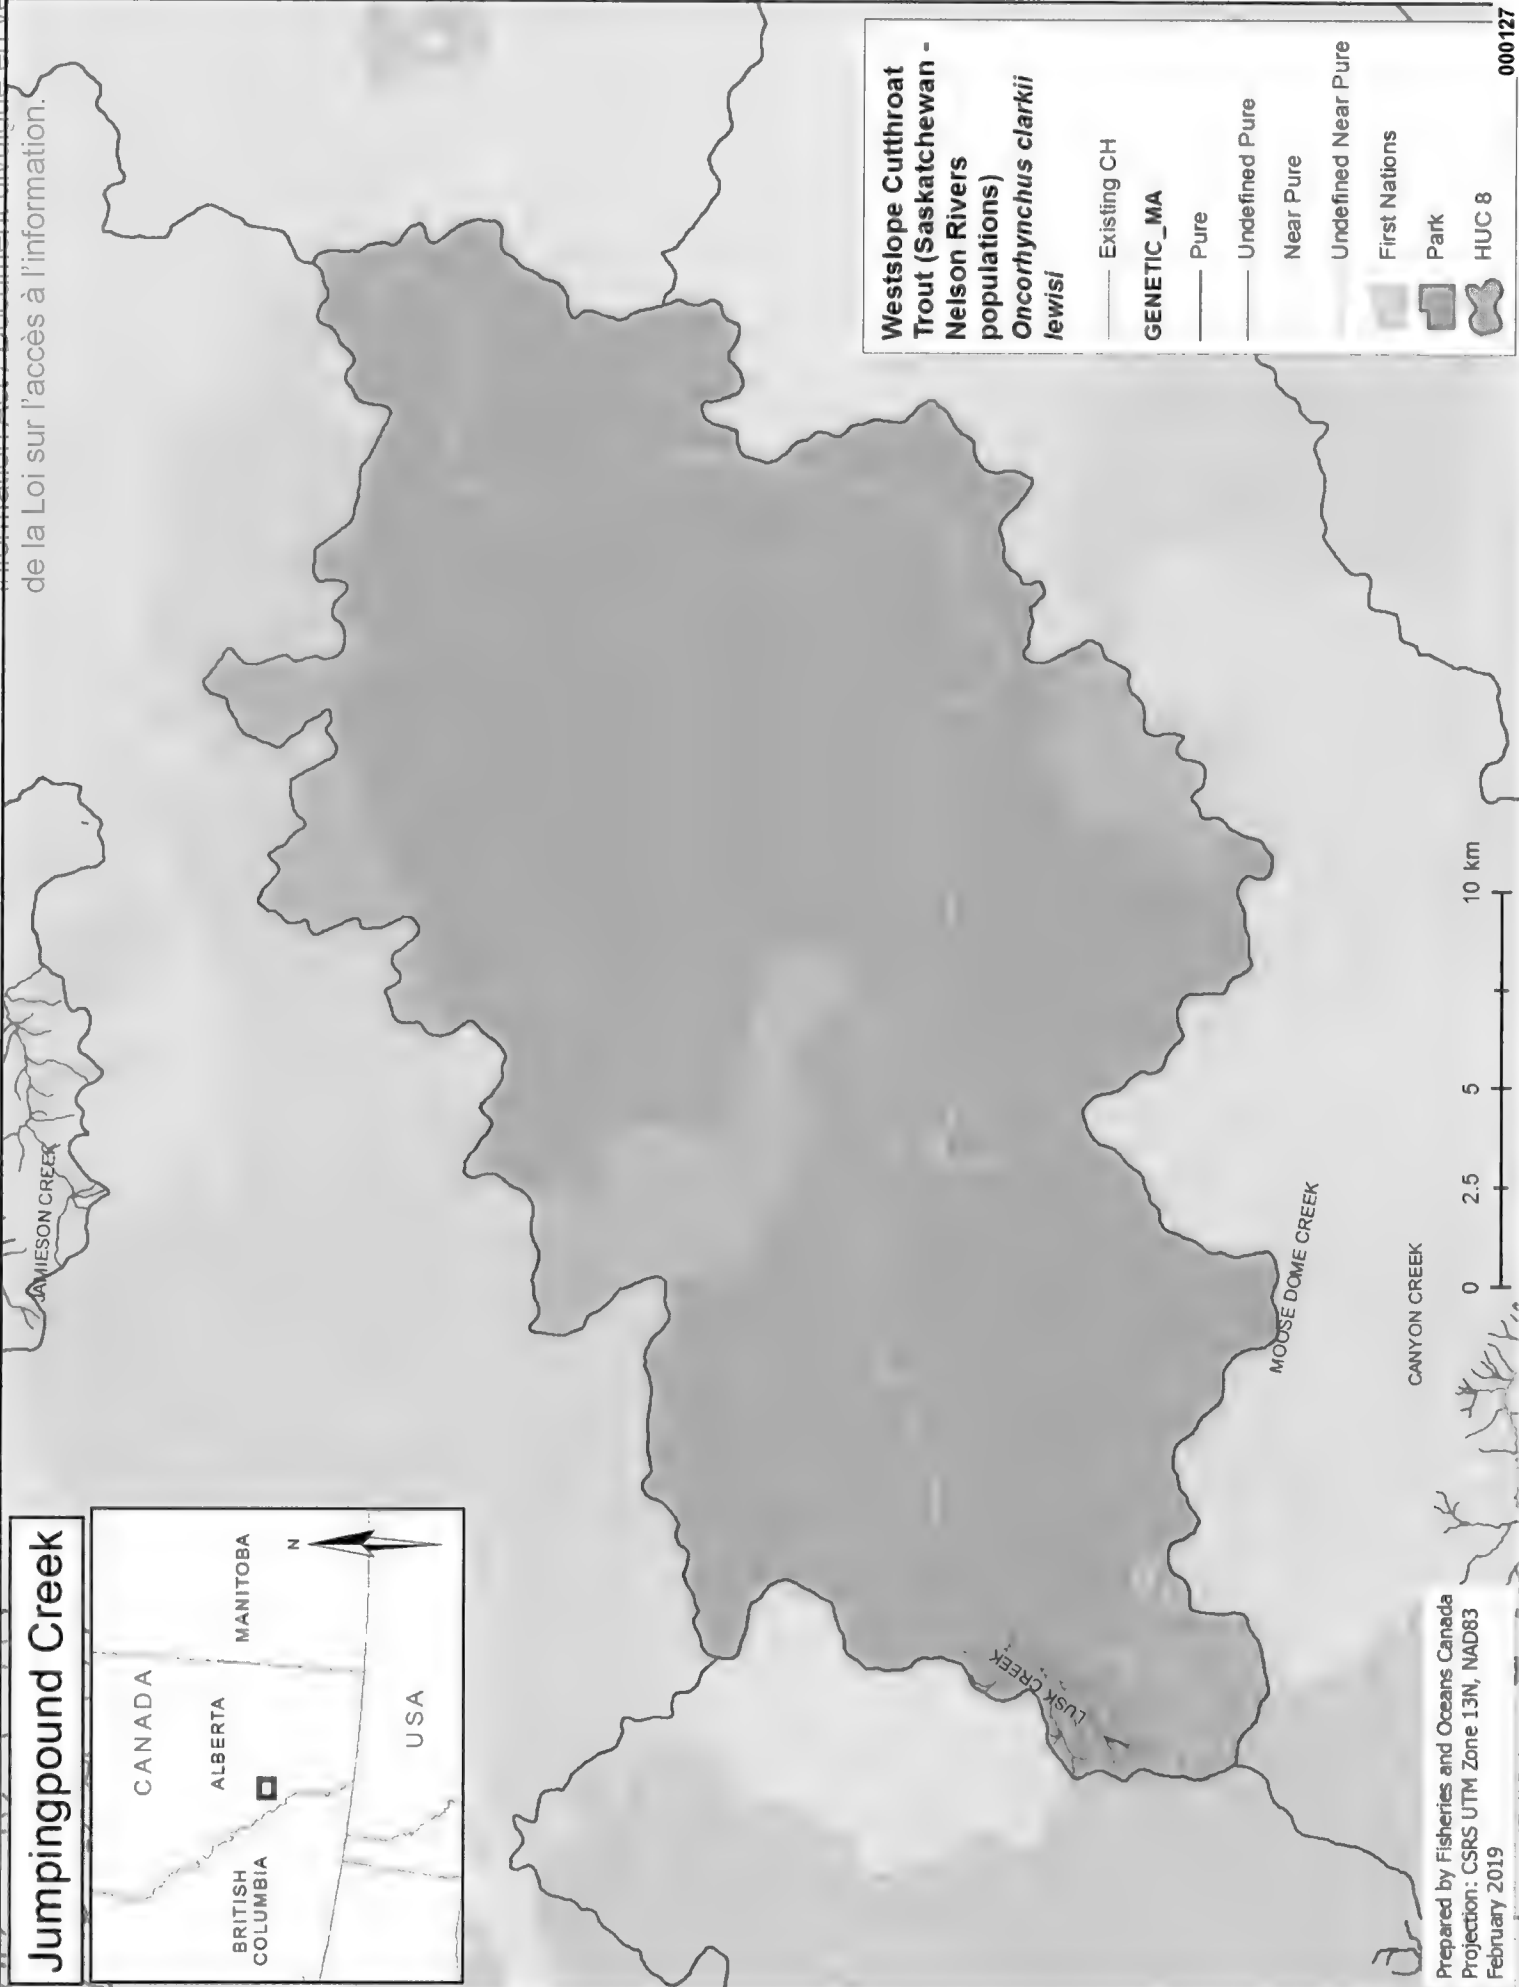 de la Loi sur l'accès à l'information.
Jumpingpound Creek
CANADA
ALBERTA
MANITOBA
BRITISH
COLUMBIA
USA
N
JAMIESON CREEK
LUSK CREEK
MOOSE DOME CREEK
CANYON CREEK
0 2.5 5 10 km
Prepared by Fisheries and Oceans Canada
Projection: CSRS UTM Zone 13N, NAD83
February 2019
Westslope Cutthroat
Trout (Saskatchewan -
Nelson Rivers
populations)
Oncorhynchus clarkii
lewisi
Existing CH
GENETIC_MA
Pure
Undefined Pure
Near Pure
Undefined Near Pure
First Nations
Park
HUC 8
000127